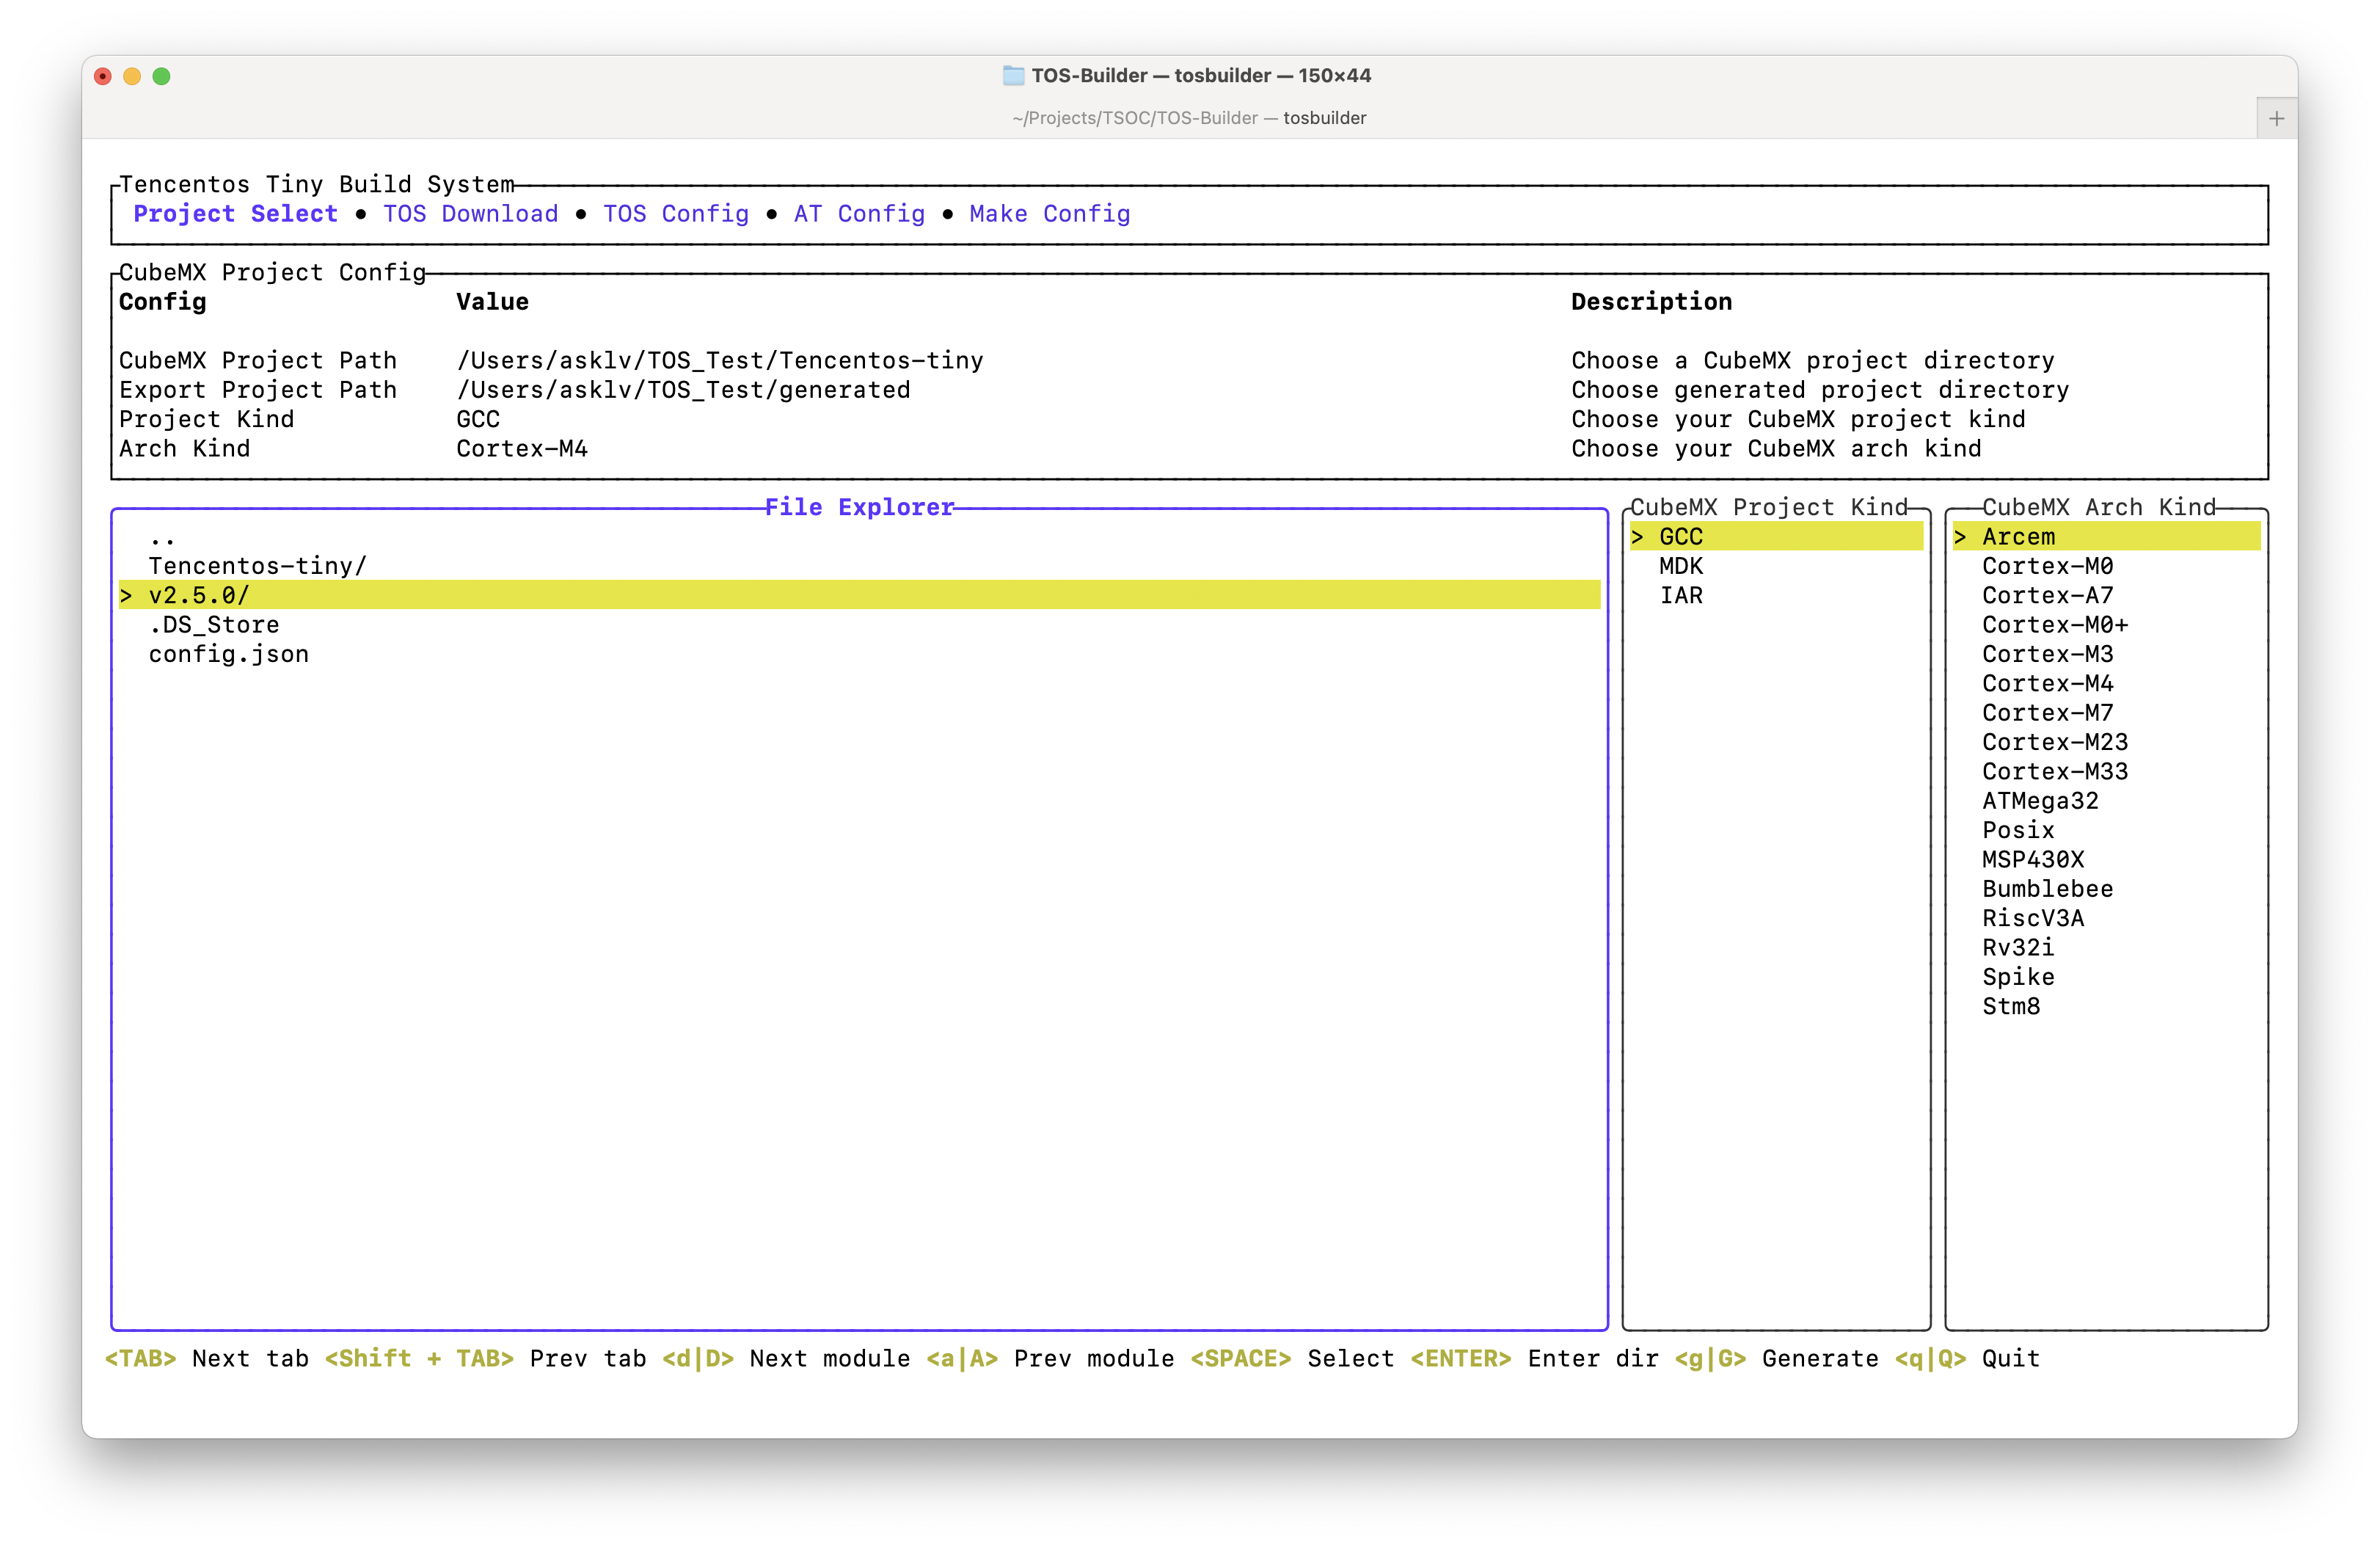 TOS-Builder — tosbuilder — 150×44
~/Projects/TSOC/TOS-Builder — tosbuilder
+
Tencentos Tiny Build System
Project Select • TOS Download • TOS Config • AT Config • Make Config
CubeMX Project Config
Config Value Description
CubeMX Project Path /Users/asklv/TOS_Test/Tencentos-tiny Choose a CubeMX project directory
Export Project Path /Users/asklv/TOS_Test/generated Choose generated project directory
Project Kind GCC Choose your CubeMX project kind
Arch Kind Cortex-M4 Choose your CubeMX arch kind
File Explorer
..
Tencentos-tiny/
> v2.5.0/
.DS_Store
config.json
CubeMX Project Kind
> GCC
MDK
IAR
CubeMX Arch Kind
> Arcem
Cortex-M0
Cortex-A7
Cortex-M0+
Cortex-M3
Cortex-M4
Cortex-M7
Cortex-M23
Cortex-M33
ATMega32
Posix
MSP430X
Bumblebee
RiscV3A
Rv32i
Spike
Stm8
<TAB> Next tab <Shift + TAB> Prev tab <d|D> Next module <a|A> Prev module <SPACE> Select <ENTER> Enter dir <g|G> Generate <q|Q> Quit